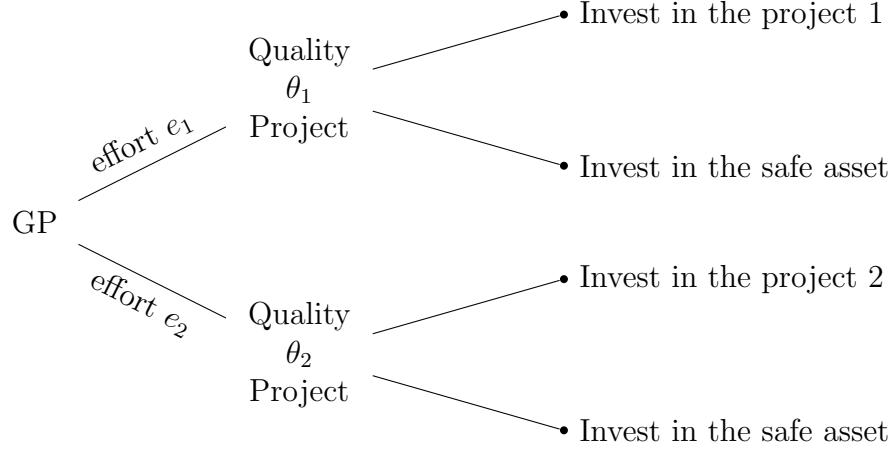 Invest in the project 1
Quality
θ₁
Project
effort e₁
Invest in the safe asset
GP
Invest in the project 2
effort e₂
Quality
θ₂
Project
Invest in the safe asset